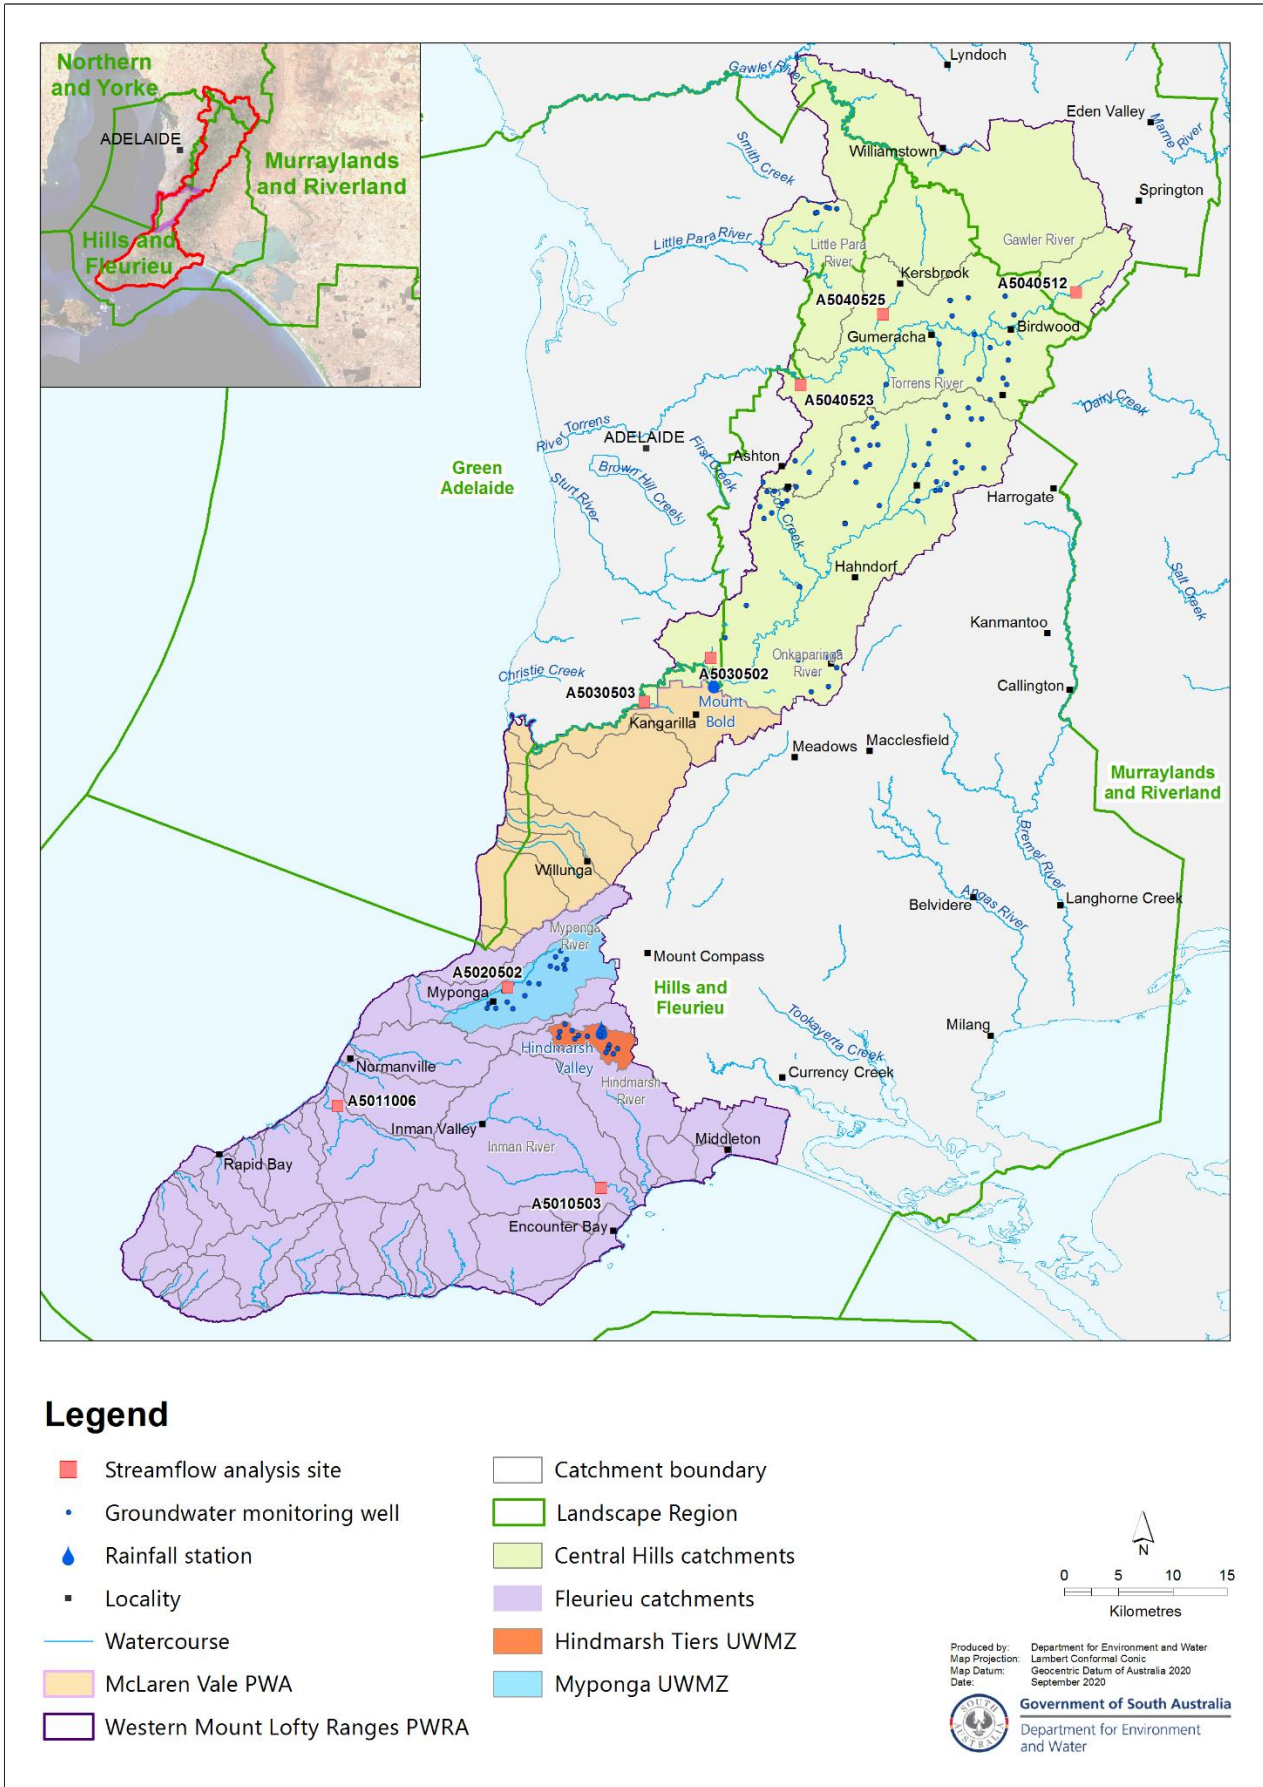 Northern
and Yorke
ADELAIDE
Murraylands
and Riverland
Hills and
Fleurieu
Gawler River
Lyndoch
Eden Valley
Marne
River
Smith Creek
Williamstown
Springton
Little Para River
Little Para
River
Gawler River
Kersbrook
A5040512
A5040525
Gumeracha
Birdwood
Torrens River
A5040523
Dairy Creek
River Torrens
ADELAIDE
First Creek
Ashton
Brown Hill Creek
Green
Adelaide
Sturt River
Cox Creek
Harrogate
Hahndorf
Salt Creek
Kanmantoo
Onkaparinga
River
Christie Creek
A5030502
A5030503
Callington
Mount
Bold
Kangarilla
Meadows
Macclesfield
Murraylands
and Riverland
Bremer River
Willunga
Angas River
Belvidere
Langhorne Creek
Myponga
River
Mount Compass
A5020502
Myponga
Hills and
Fleurieu
Tookayerta Creek
Milang
Hindmarsh
Valley
Normanville
Hindmarsh
River
Currency Creek
A5011006
Inman Valley
Inman River
Middleton
Rapid Bay
A5010503
Encounter Bay
Legend
Streamflow analysis site
Groundwater monitoring well
Rainfall station
Locality
Watercourse
McLaren Vale PWA
Western Mount Lofty Ranges PWRA
Catchment boundary
Landscape Region
Central Hills catchments
Fleurieu catchments
Hindmarsh Tiers UWMZ
Myponga UWMZ
N
0 5 10 15
Kilometres
Produced by: Department for Environment and Water
Map Projection: Lambert Conformal Conic
Map Datum: Geocentric Datum of Australia 2020
Date: September 2020
SOUTH AUSTRALIA
Government of South Australia
Department for Environment
and Water